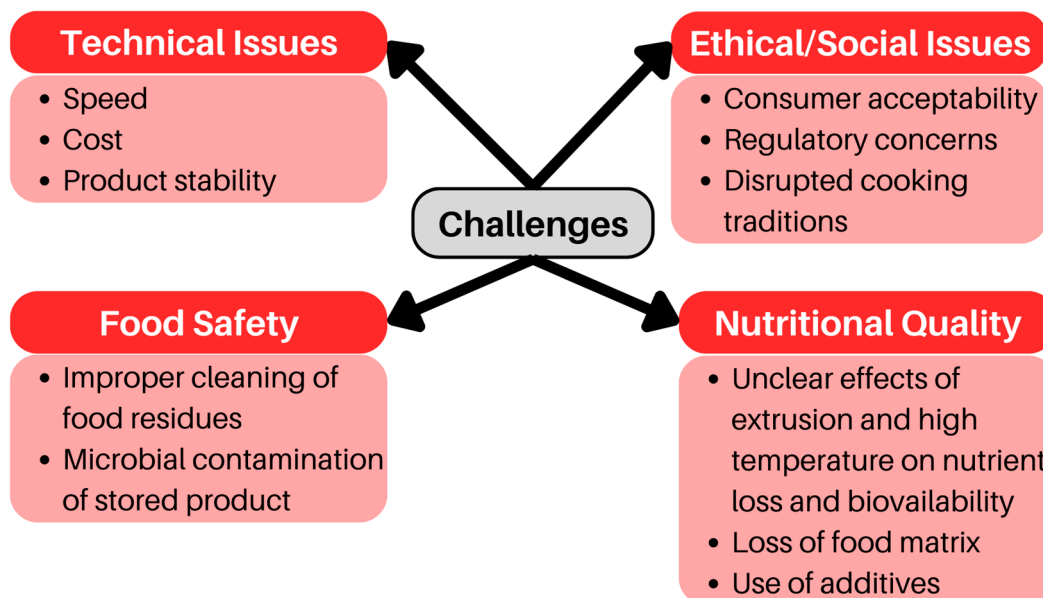 Technical Issues
• Speed
• Cost
• Product stability
Ethical/Social Issues
• Consumer acceptability
• Regulatory concerns
• Disrupted cooking
traditions
Challenges
Food Safety
• Improper cleaning of
food residues
• Microbial contamination
of stored product
Nutritional Quality
• Unclear effects of
extrusion and high
temperature on nutrient
loss and biovailability
• Loss of food matrix
• Use of additives